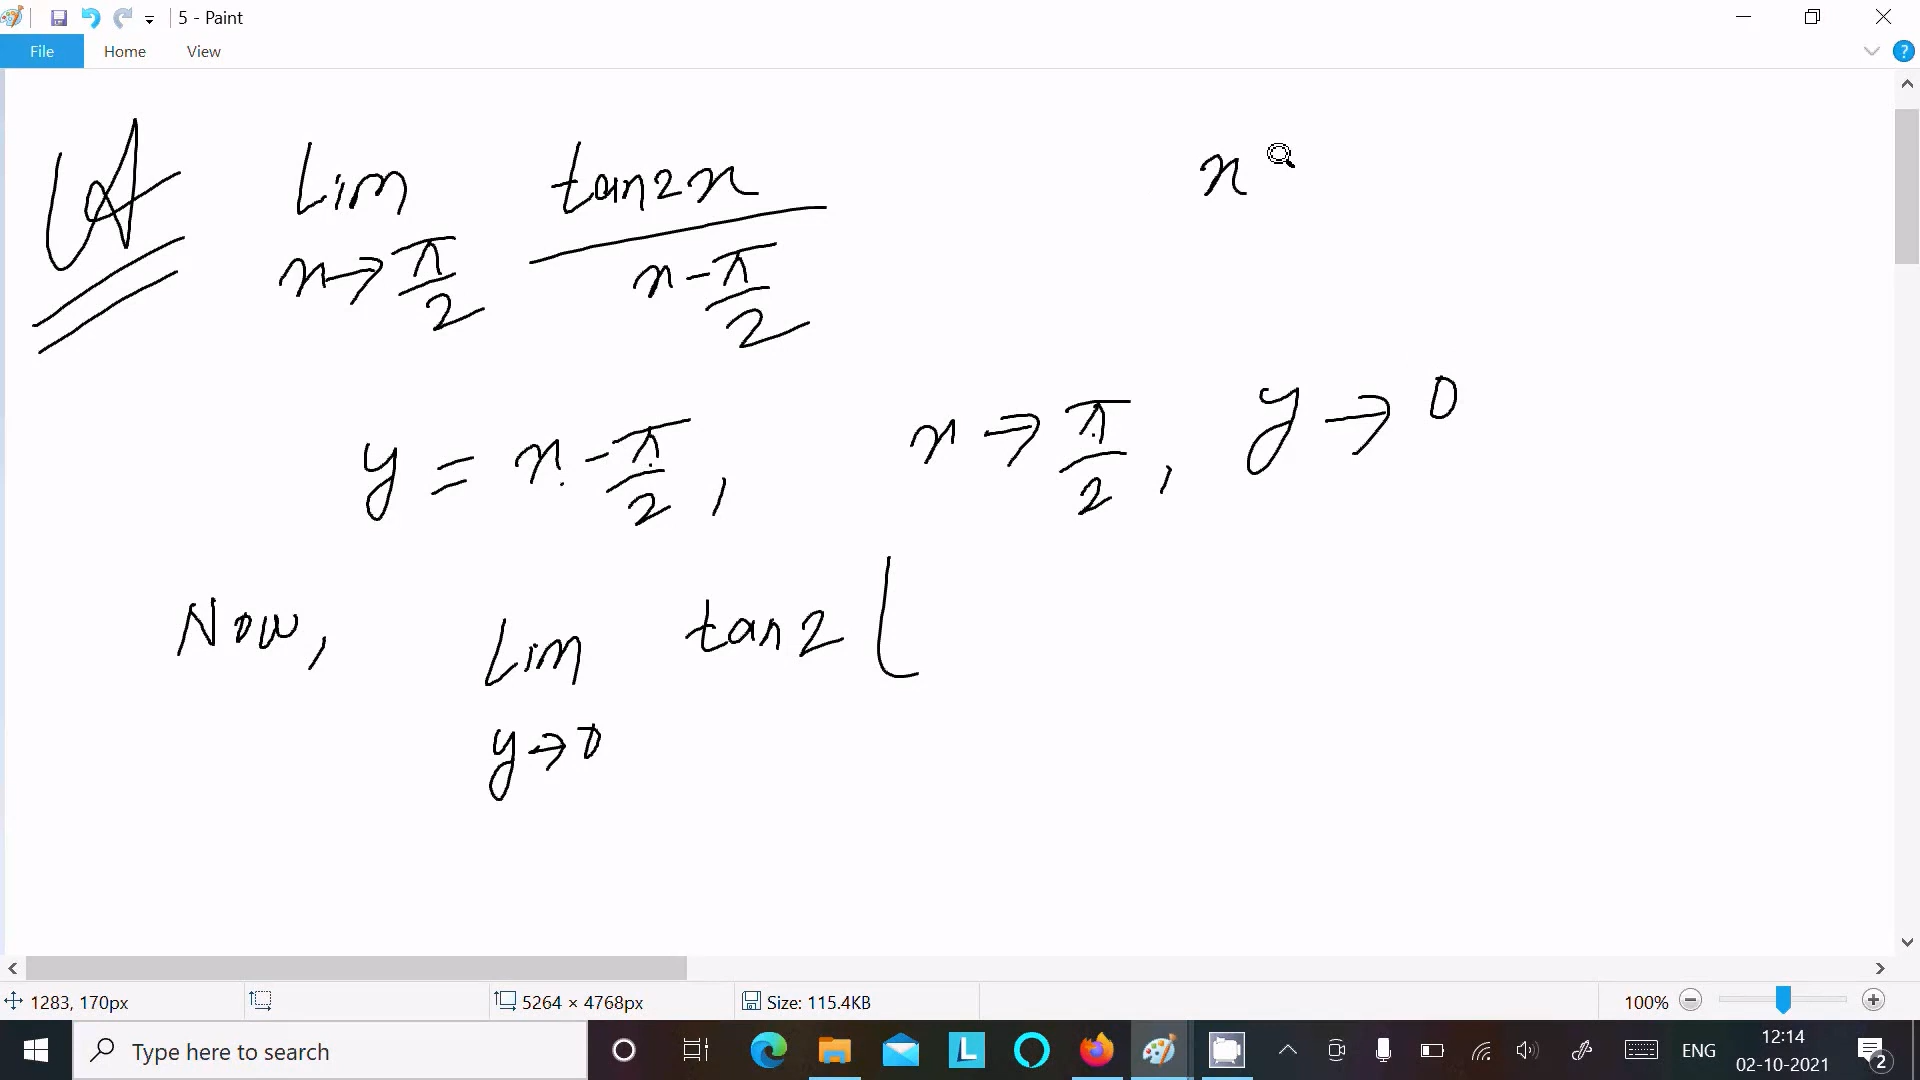 5 - Paint
File Home View
Lim tan2x x
x→π/2 x-π/2
y = x-π/2, x→π/2, y→0
Now, Lim tan2(
y→0
1283, 170px 5264 × 4768px Size: 115.4KB 100%
Type here to search L ENG 12:14
02-10-2021 2